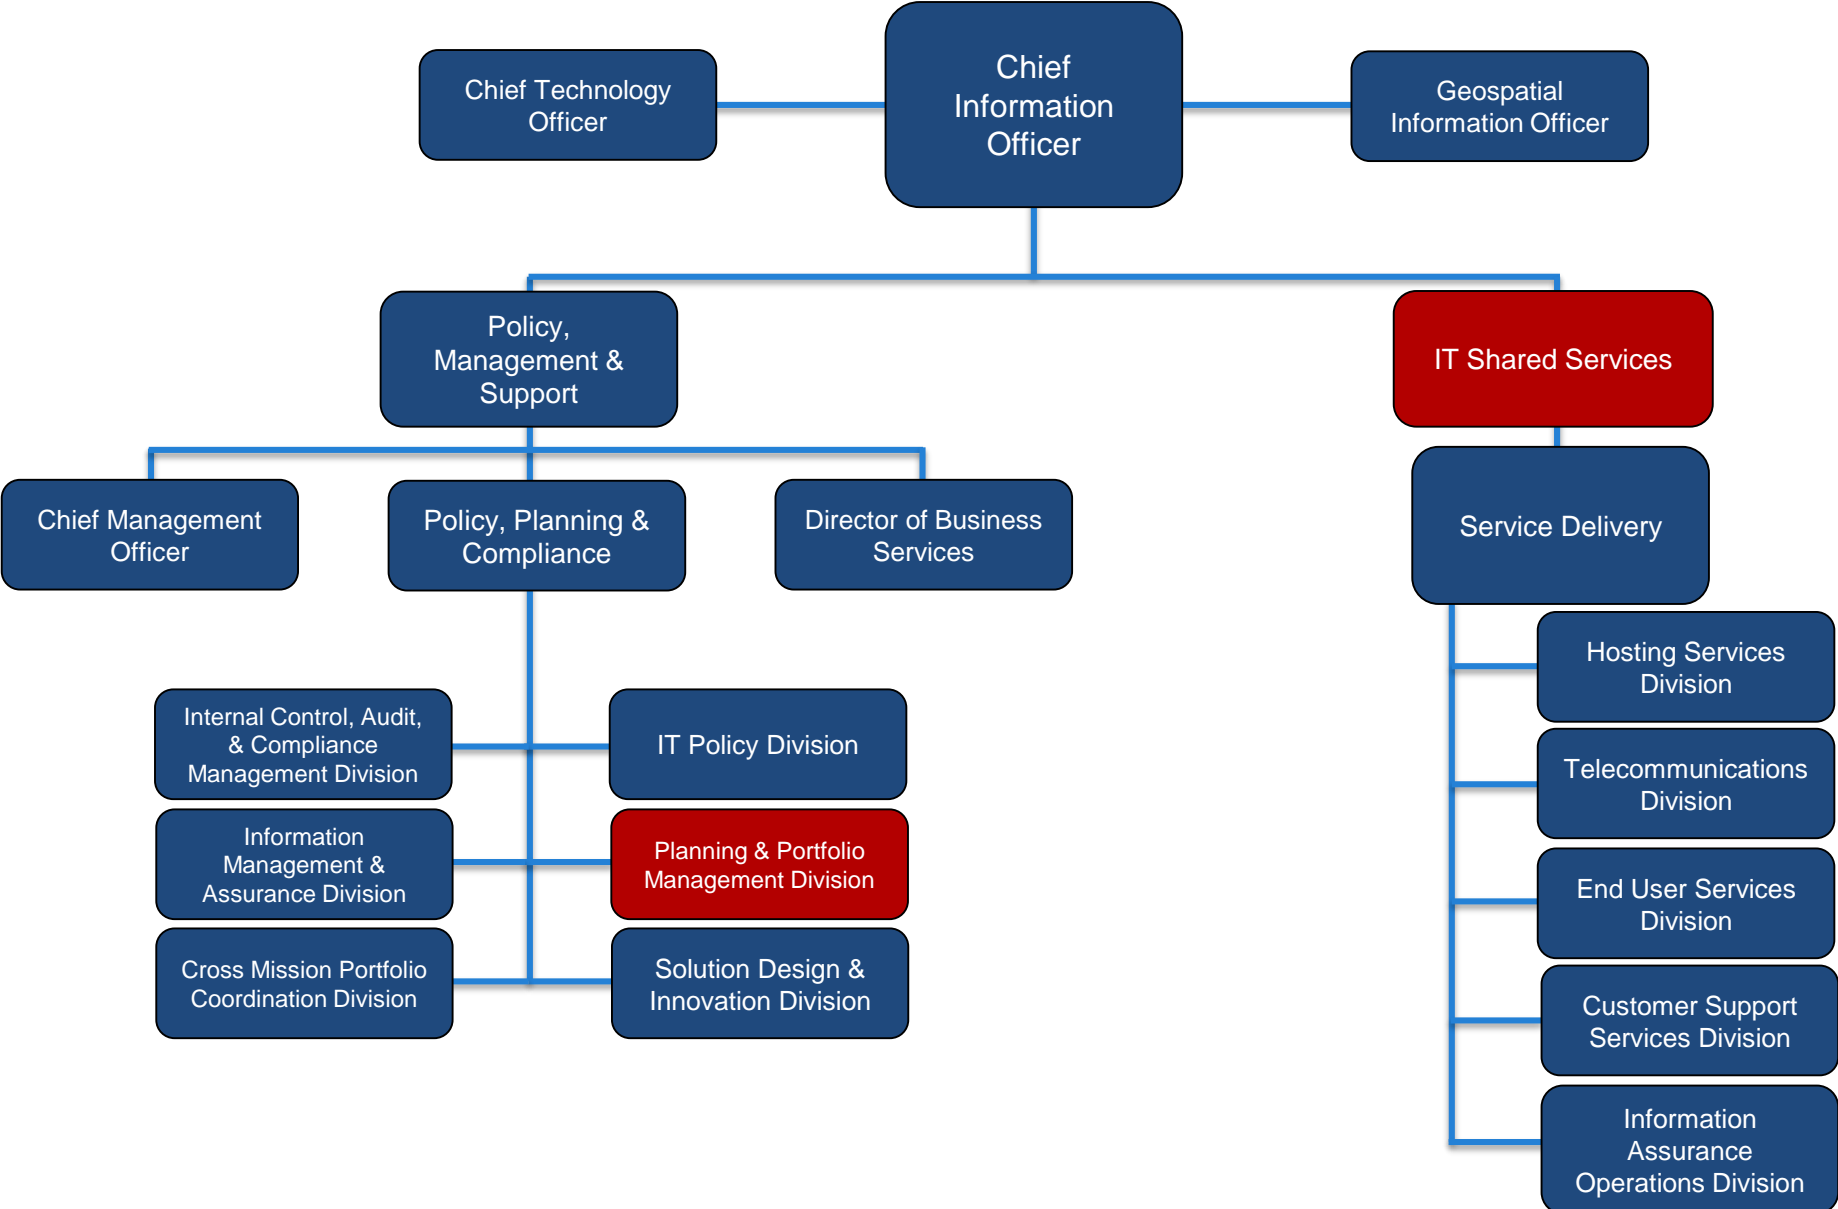 Chief Technology
Officer
Chief
Information
Officer
Geospatial
Information Officer
Policy,
Management &
Support
IT Shared Services
Chief Management
Officer
Policy, Planning &
Compliance
Director of Business
Services
Service Delivery
Internal Control, Audit,
& Compliance
Management Division
IT Policy Division
Information
Management &
Assurance Division
Planning & Portfolio
Management Division
Cross Mission Portfolio
Coordination Division
Solution Design &
Innovation Division
Hosting Services
Division
Telecommunications
Division
End User Services
Division
Customer Support
Services Division
Information
Assurance
Operations Division